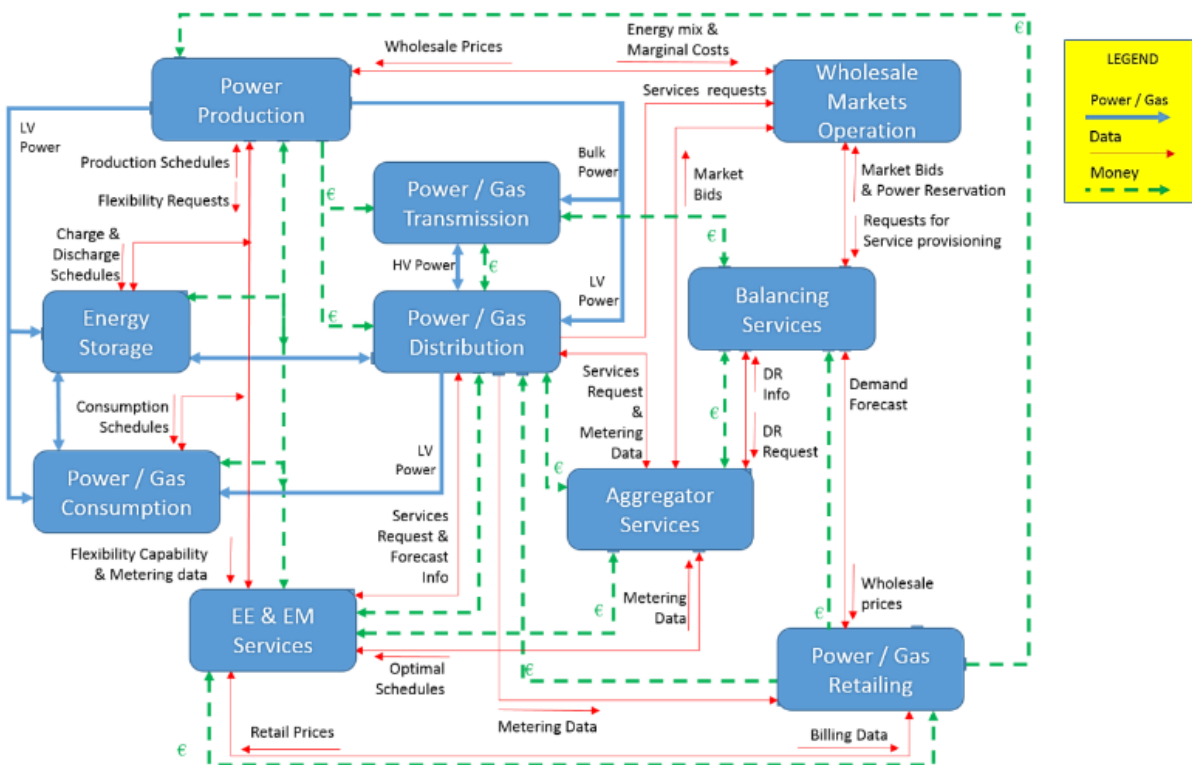 €
Wholesale Prices
Energy mix &
Marginal Costs
LEGEND
Power / Gas
Data
Money
Power
Production
Wholesale
Markets
Operation
Services requests
LV
Power
Production Schedules
Flexibility Requests
Bulk
Power
Market
Bids
Market Bids
& Power Reservation
Requests for
Service provisioning
€
Power / Gas
Transmission
Charge &
Discharge
Schedules
HV Power
€
€
Energy
Storage
€
Power / Gas
Distribution
LV
Power
Balancing
Services
Consumption
Schedules
Services
Request
&
Metering
Data
€
DR
Info
DR
Request
Demand
Forecast
LV
Power
€
Power / Gas
Consumption
Aggregator
Services
Services
Request &
Forecast
Info
Flexibility Capability
& Metering data
€
Metering
Data
Wholesale
prices
€
EE & EM
Services
Optimal
Schedules
€
Power / Gas
Retailing
Metering Data
Retail Prices
Billing Data
€